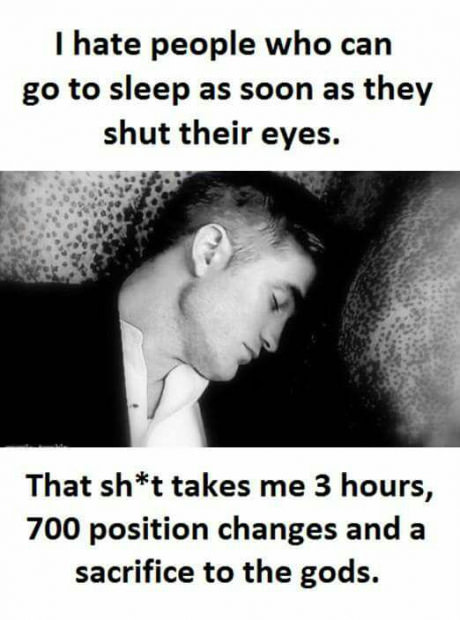 I hate people who can
go to sleep as soon as they
shut their eyes.
That sh*t takes me 3 hours,
700 position changes and a
sacrifice to the gods.